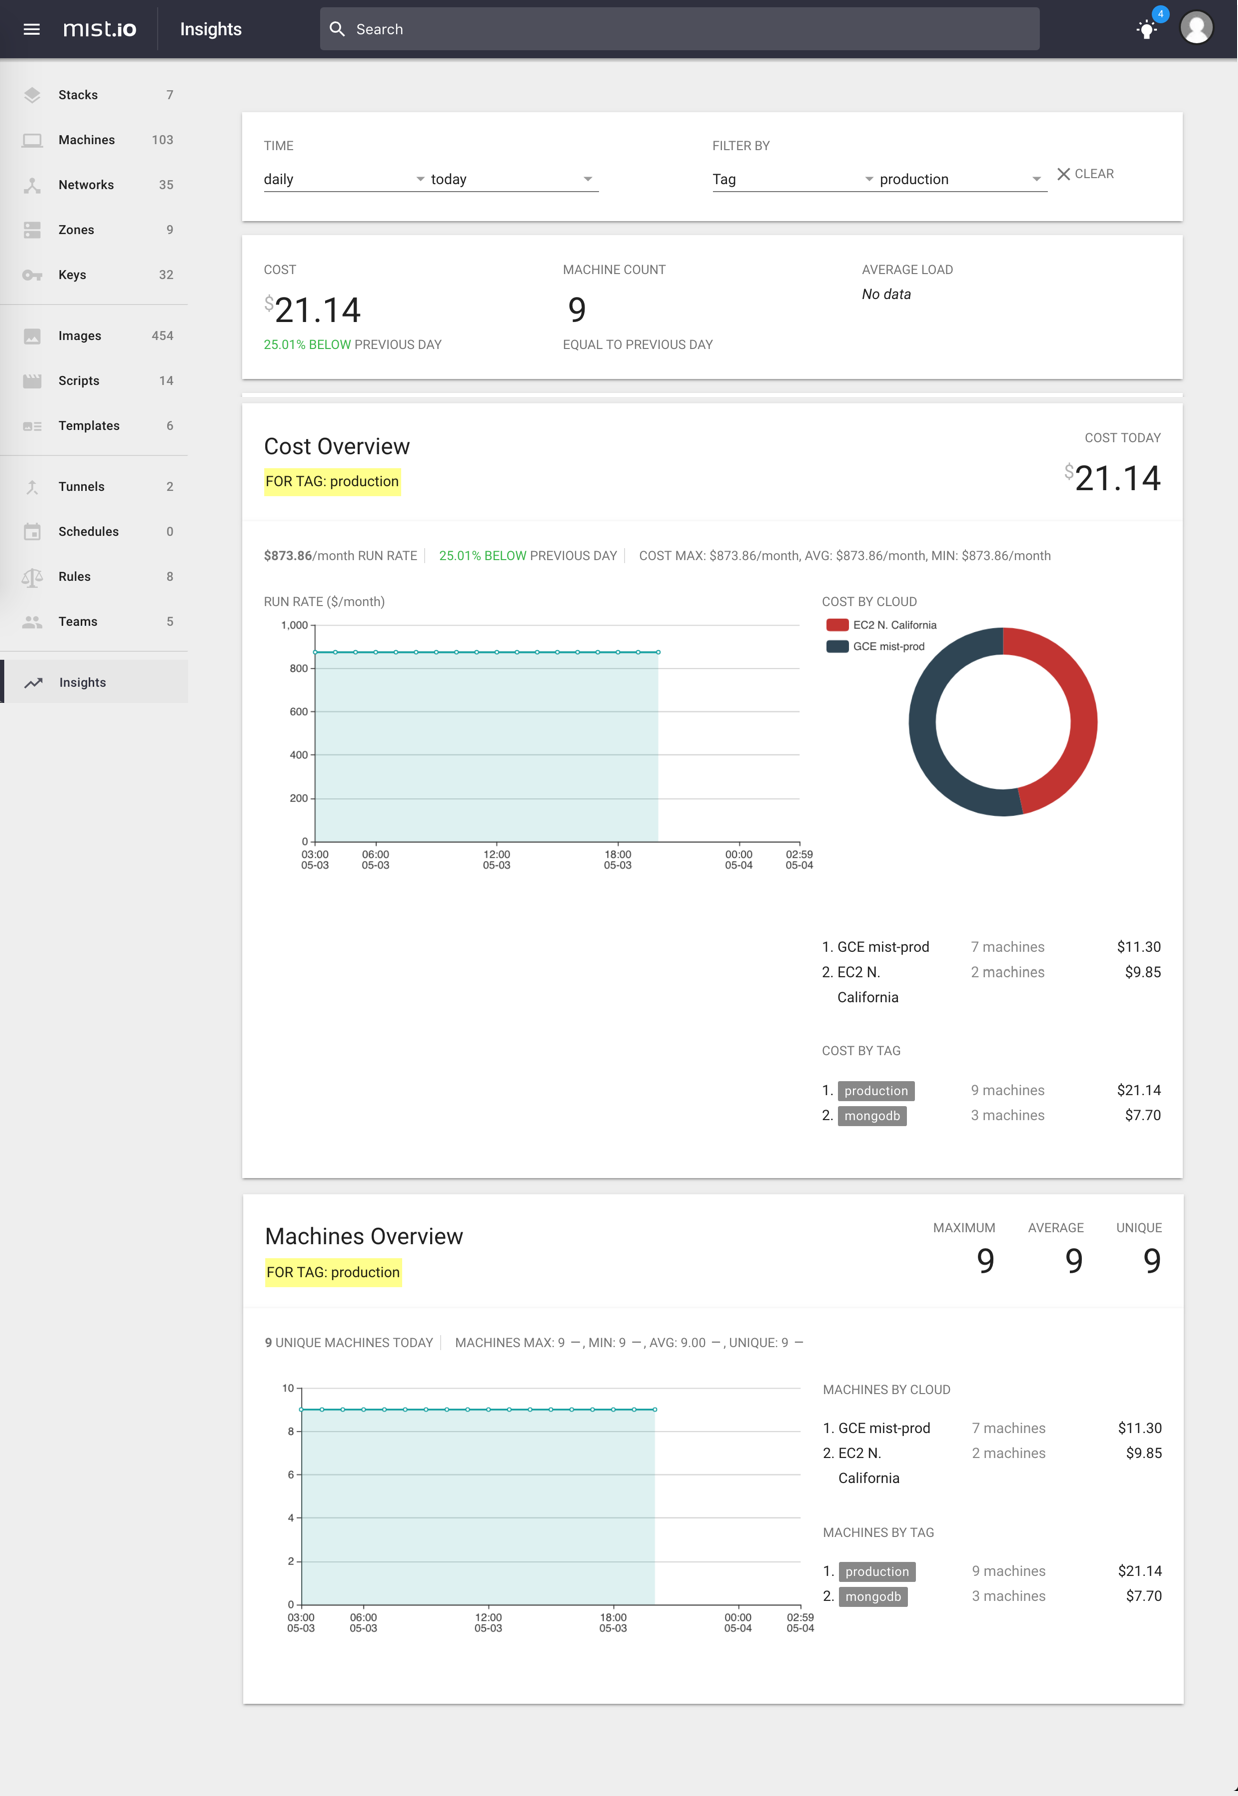 mist.io
Insights
Search
4
Stacks 7
Machines 103
Networks 35
Zones 9
Keys 32
Images 454
Scripts 14
Templates 6
Tunnels 2
Schedules 0
Rules 8
Teams 5
Insights
TIME
daily today
FILTER BY
Tag production
CLEAR
COST
$21.14
25.01% BELOW PREVIOUS DAY
MACHINE COUNT
9
EQUAL TO PREVIOUS DAY
AVERAGE LOAD
No data
Cost Overview
FOR TAG: production
COST TODAY
$21.14
$873.86/month RUN RATE 25.01% BELOW PREVIOUS DAY COST MAX: $873.86/month, AVG: $873.86/month, MIN: $873.86/month
RUN RATE ($/month)
1,000
800
600
400
200
0
03:00 06:00 12:00 18:00 00:00 02:59
05-03 05-03 05-03 05-03 05-04 05-04
COST BY CLOUD
EC2 N. California
GCE mist-prod
1. GCE mist-prod 7 machines $11.30
2. EC2 N. 2 machines $9.85
California
COST BY TAG
1. production 9 machines $21.14
2. mongodb 3 machines $7.70
Machines Overview
FOR TAG: production
MAXIMUM AVERAGE UNIQUE
9 9 9
9 UNIQUE MACHINES TODAY MACHINES MAX: 9 –, MIN: 9 –, AVG: 9.00 –, UNIQUE: 9 –
10
8
6
4
2
0
03:00 06:00 12:00 18:00 00:00 02:59
05-03 05-03 05-03 05-03 05-04 05-04
MACHINES BY CLOUD
1. GCE mist-prod 7 machines $11.30
2. EC2 N. 2 machines $9.85
California
MACHINES BY TAG
1. production 9 machines $21.14
2. mongodb 3 machines $7.70